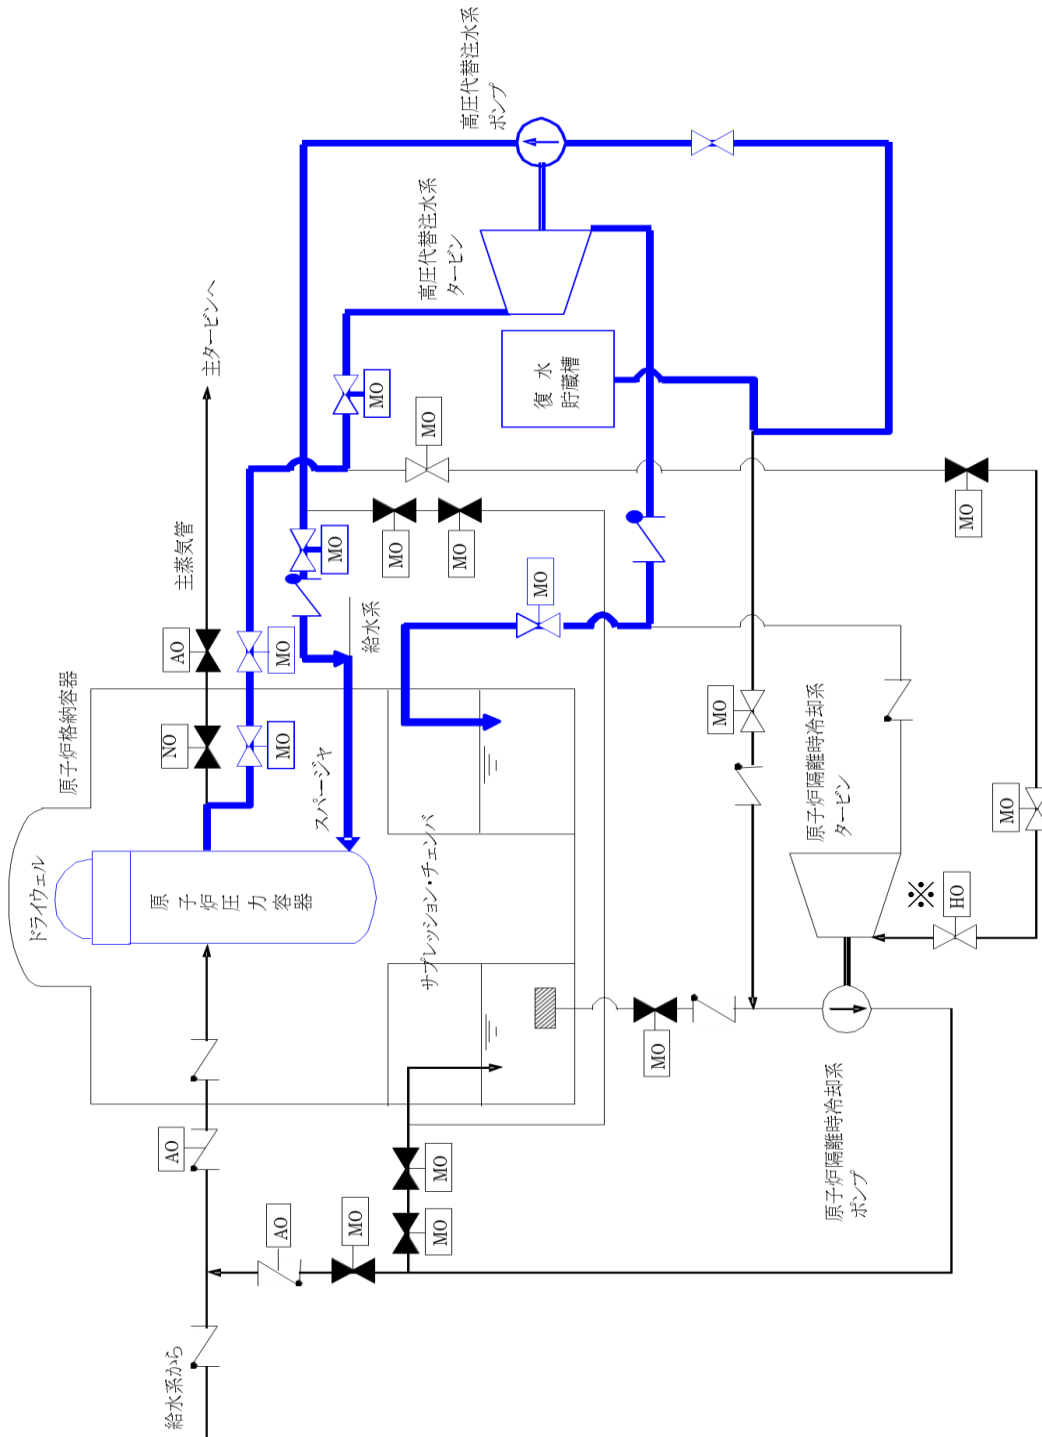 ドライウェル
原子炉格納容器
給水系から
原子炉圧力容器
AO
NO
AO
主蒸気管
主タービンへ
AO
MO
MO
スパージャ
MO
MO
給水系
MO
MO
サプレッション・チェンバ
MO
高圧代替注水系
タービン
MO
MO
MO
高圧代替注水系
ポンプ
MO
復 水
貯蔵槽
MO
MO
原子炉隔離時冷却系
タービン
原子炉隔離時冷却系
ポンプ
※
HO
MO
MO